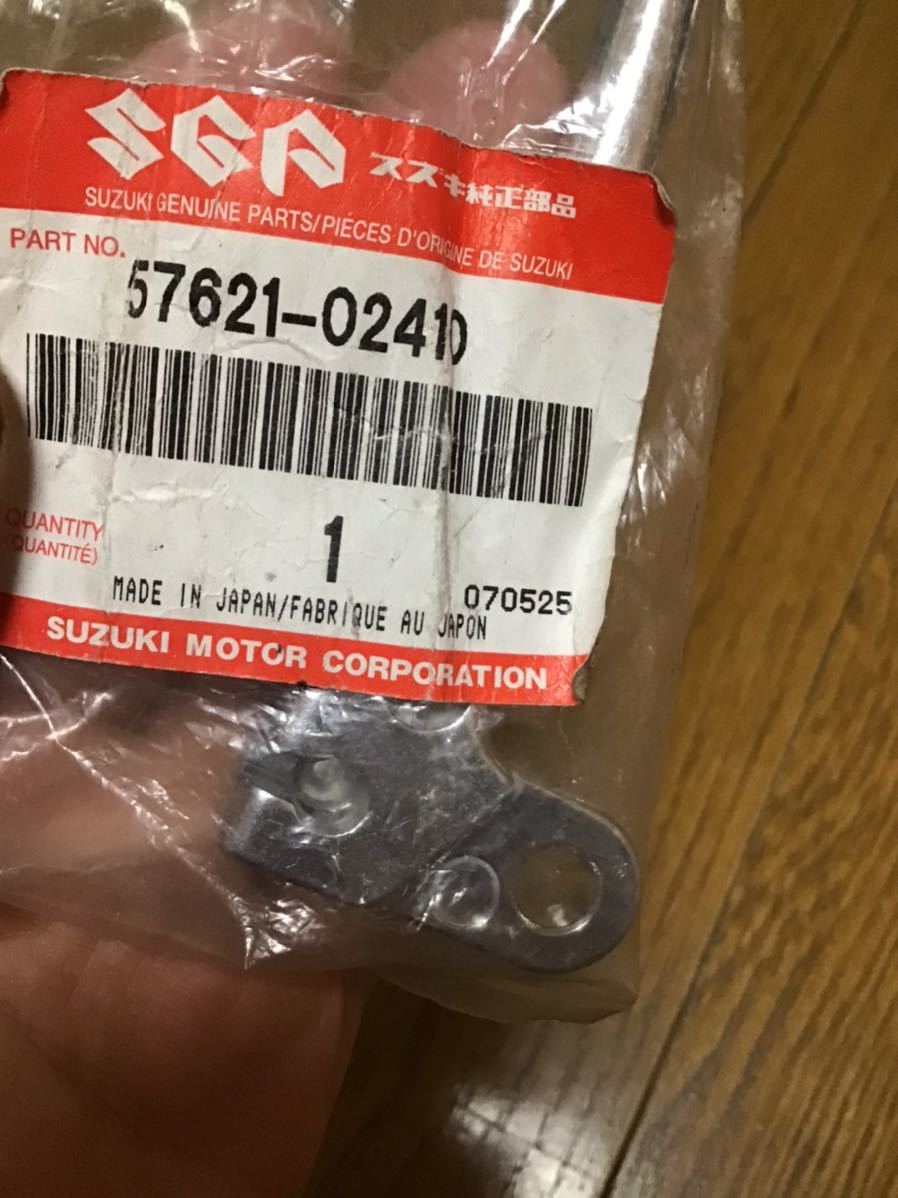 SGP スズキ純正部品
SUZUKI GENUINE PARTS/PIÉCES D'ORIGINE DE SUZUKI
PART NO.
57621-02410
QUANTITY
(QUANTITÉ)
1
MADE IN JAPAN/FABRIQUE AU JAPON
070525
SUZUKI MOTOR CORPORATION